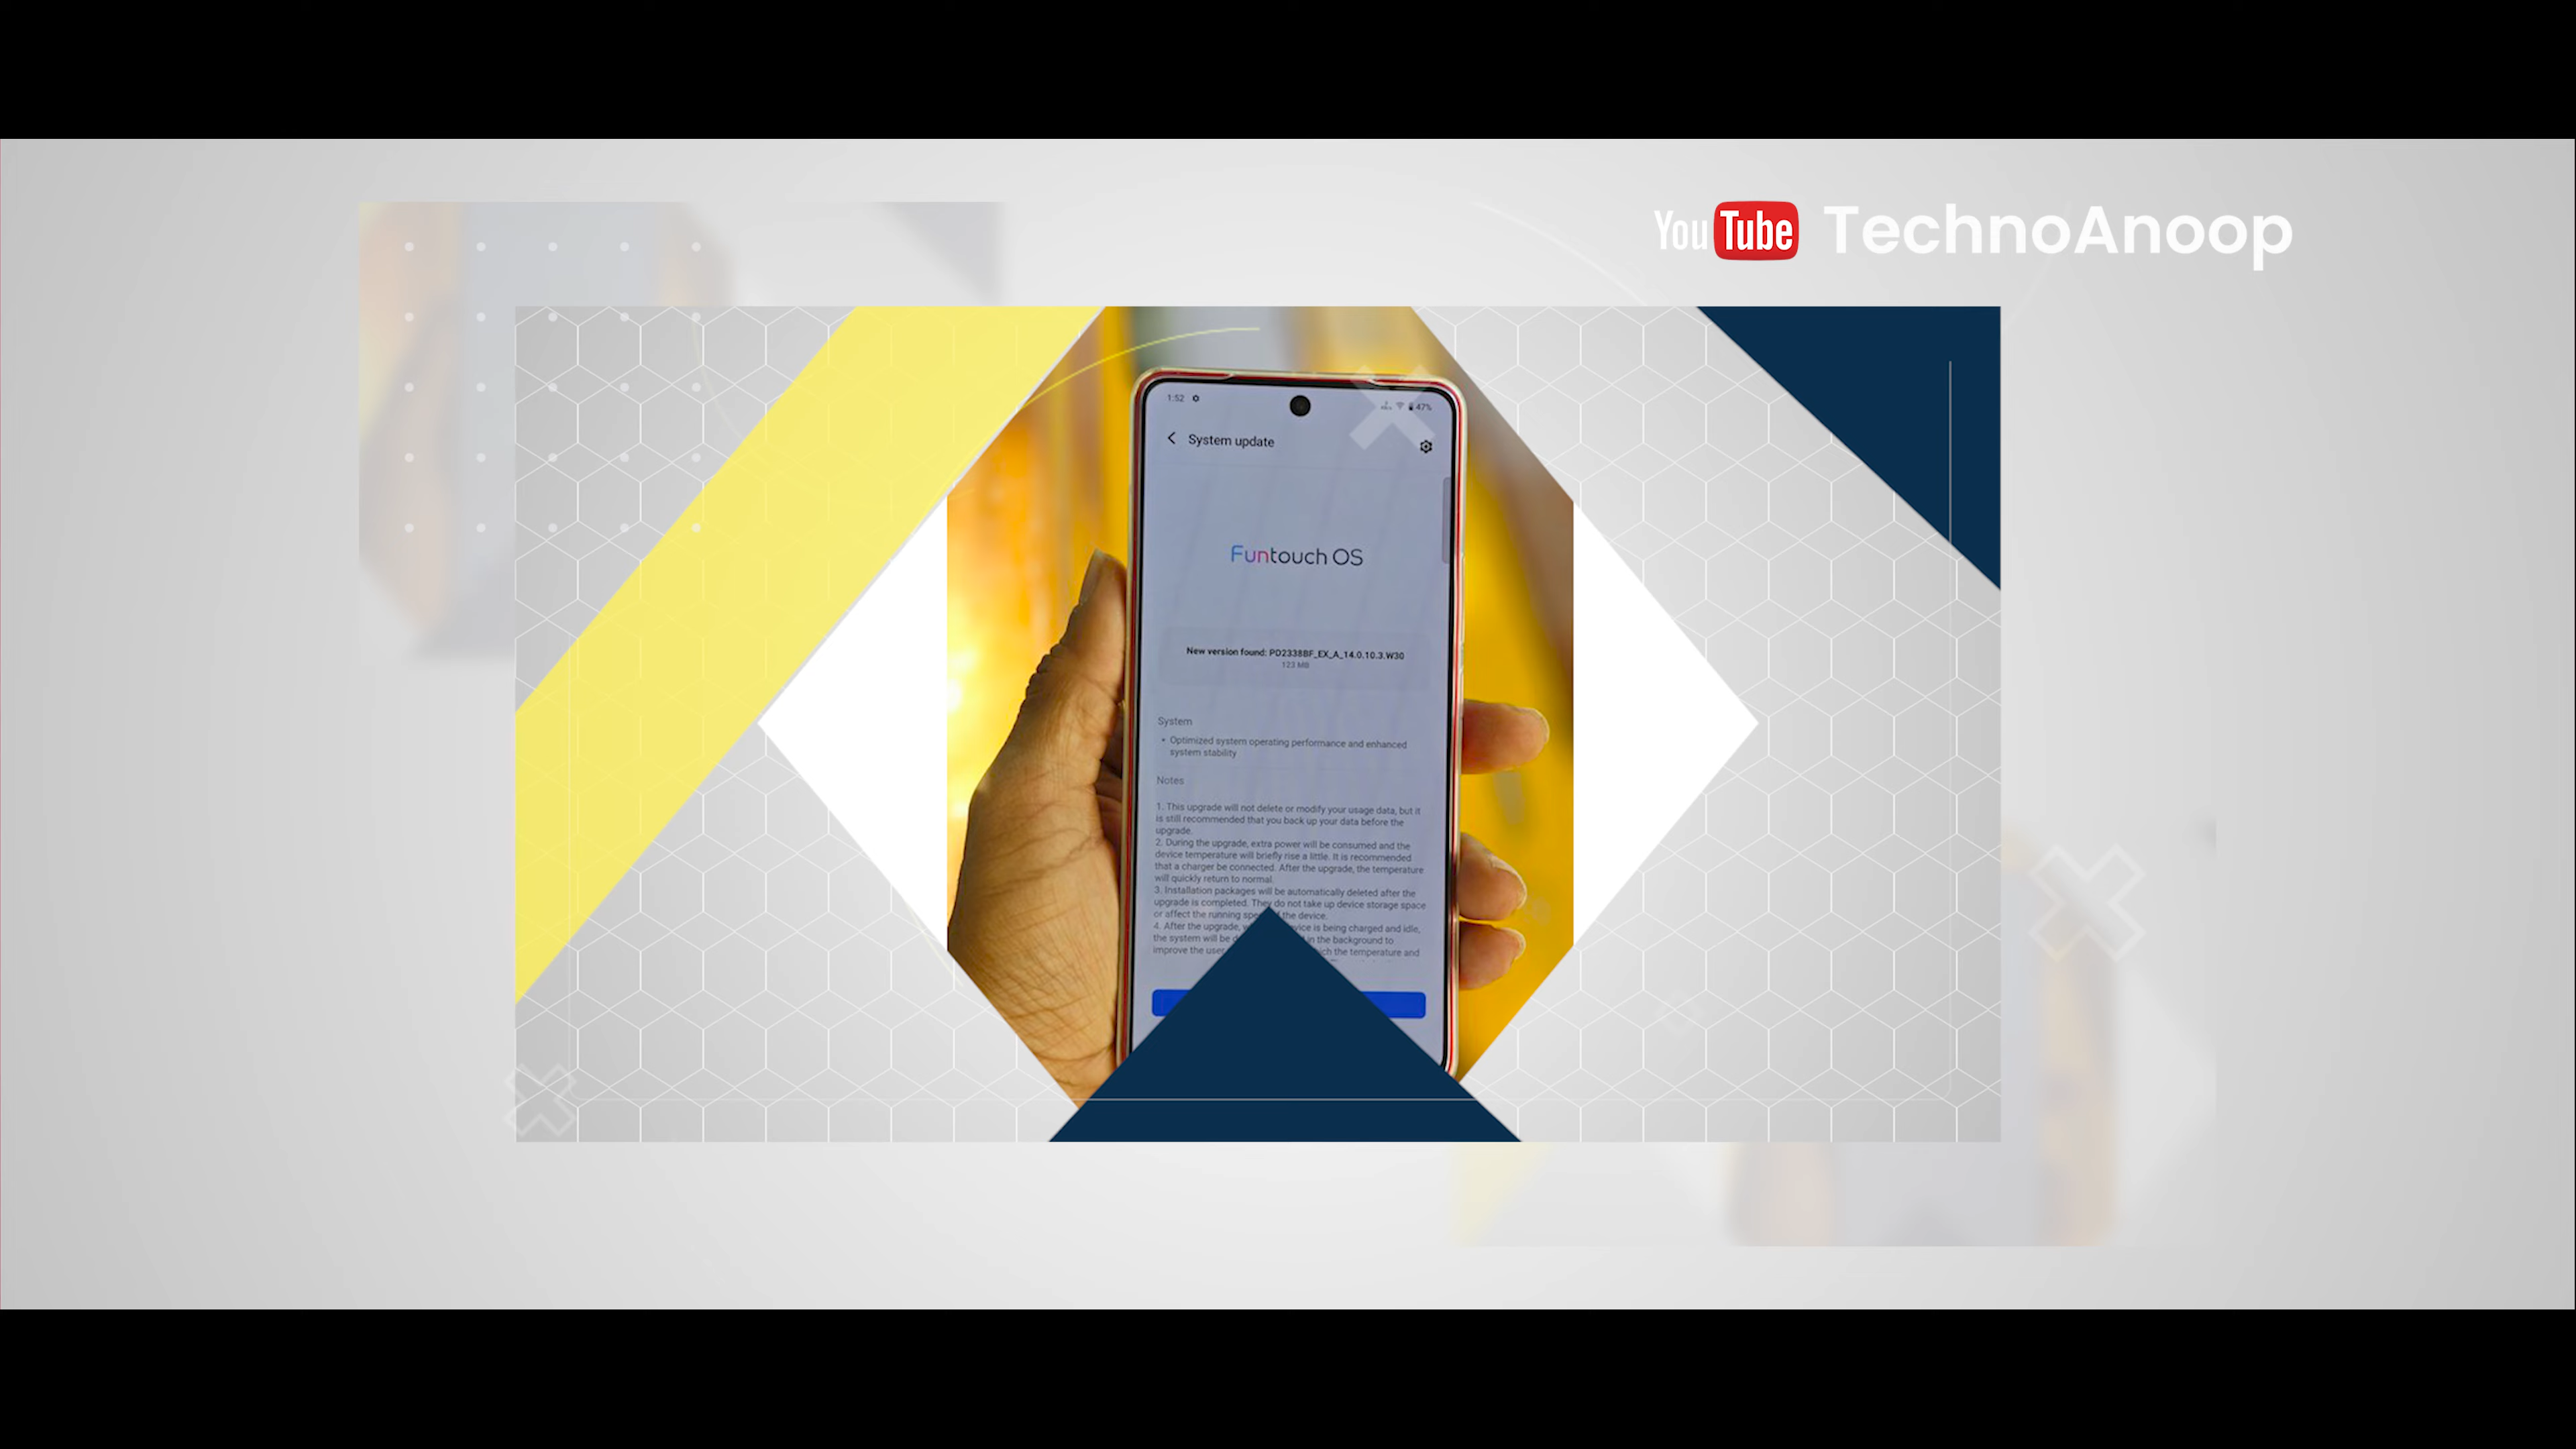 YouTube TechnoAnoop
1:52
47%
System update
Funtouch OS
New version found: PD2338BF_EX_A_14.0.10.3.W30
123 MB
System
• Optimized system operating performance and enhanced
system stability
Notes
1. This upgrade will not delete or modify your usage data, but it
is still recommended that you back up your data before the
upgrade.
2. During the upgrade, extra power will be consumed and the
device temperature will briefly rise a little. It is recommended
that a charger be connected. After the upgrade, the temperature
will quickly return to normal.
3. Installation packages will be automatically deleted after the
upgrade is completed. They do not take up device storage space
or affect the running the device.
4. After the upgrade, is being charged and idle,
the system will be in the background to
improve the the temperature and